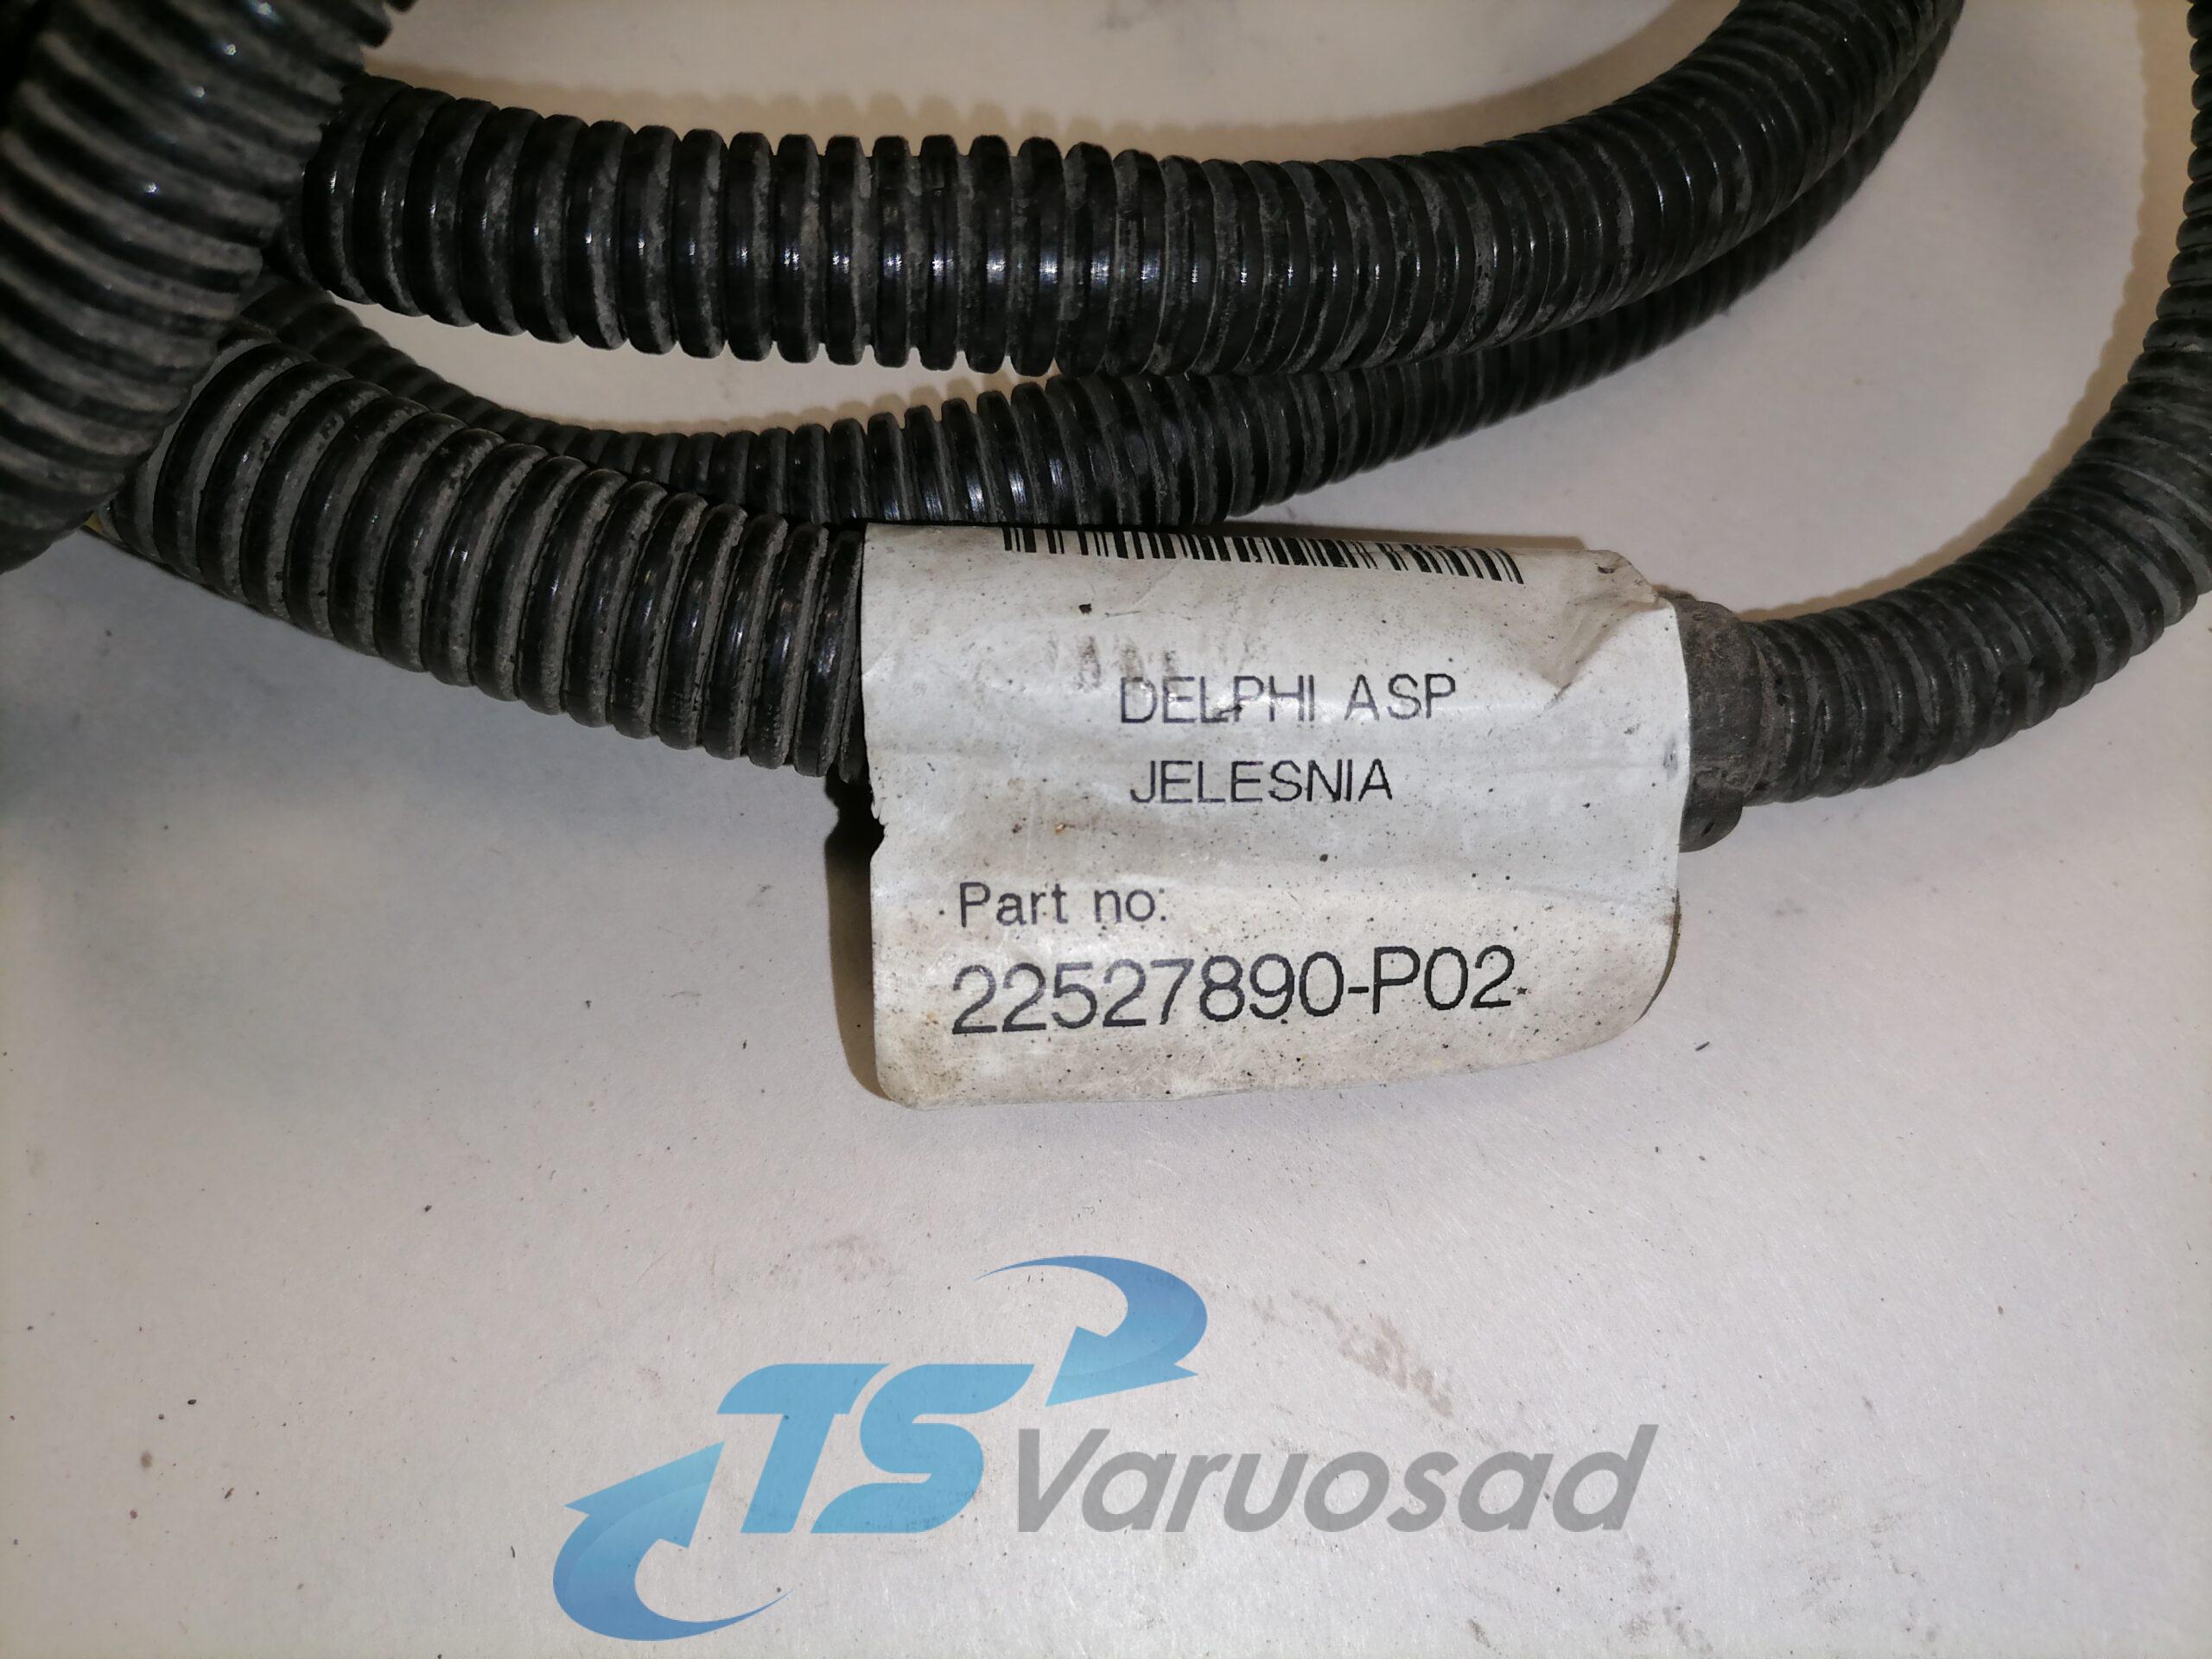 DELPHI ASP
JELESNIA
Part no:
22527890-P02
TS Varuosad